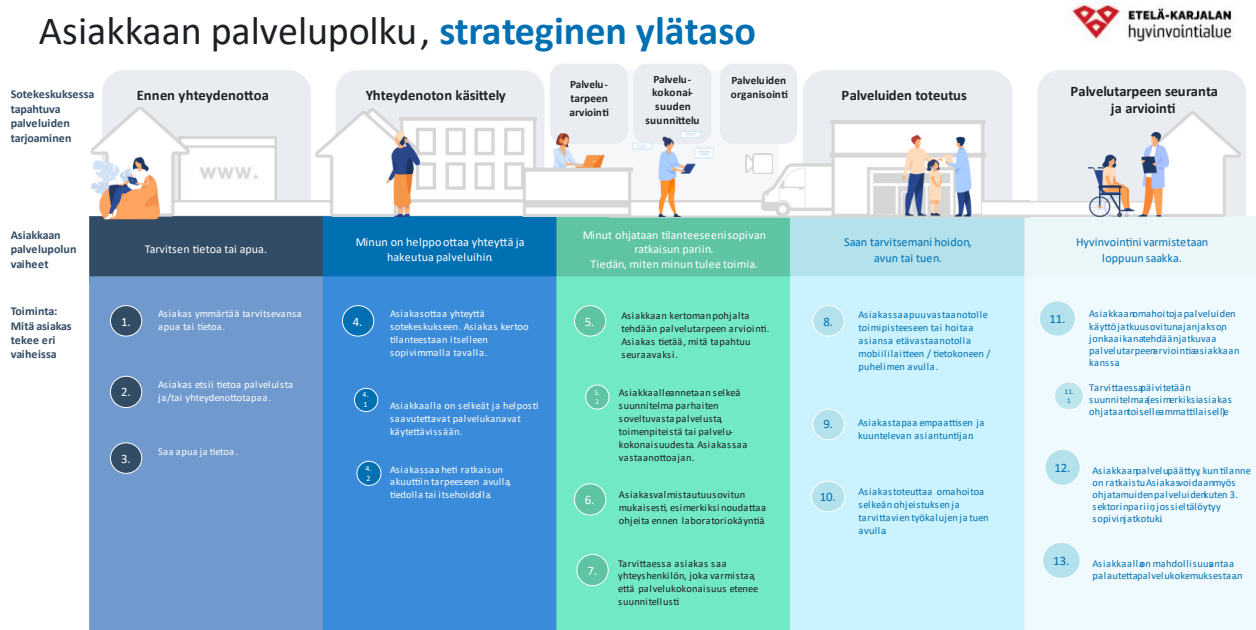 Asiakkaan palvelupolku, strateginen ylätaso
ETELÄ-KARJALAN
hyvinvointialue
Sotekeskuksessa
tapahtuva
palveluiden
tarjoaminen
Ennen yhteydenottoa
www.
Yhteydenoton käsittely
Palvelu-
tarpeen
arviointi
Palvelu-
kokonai-
suuden
suunnittelu
Palveluiden
organisointi
Palveluiden toteutus
Palvelutarpeen seuranta
ja arviointi
Asiakkaan
palvelupolun
vaiheet
Tarvitsen tietoa tai apua.
Minun on helppo ottaa yhteyttä ja
hakeutua palveluihin.
Minut ohjataan tilanteeseeni sopivan
ratkaisun pariin.
Tiedän, miten minun tulee toimia.
Saan tarvitsemani hoidon,
avun tai tuen.
Hyvinvointini varmistetaan
loppuun saakka.
Toiminta:
Mitä asiakas
tekee eri
vaiheissa
1.
Asiakas ymmärtää tarvitsevansa
apua tai tietoa.
2.
Asiakas etsii tietoa palveluista
ja/tai yhteydenottotapaa.
3.
Saa apua ja tietoa.
4.
Asiakas ottaa yhteyttä
sotekeskukseen. Asiakas kertoo
tilanteestaan itselleen
sopivimmalla tavalla.
4.
1
Asiakkaalla on selkeät ja helposti
saavutettavat palvelukanavat
käytettävissään.
4.
2
Asiakas saa heti ratkaisun
akuuttiin tarpeeseen avulla,
tiedolla tai itsehoidolla.
5.
Asiakkaan kertoman pohjalta
tehdään palvelutarpeen arviointi.
Asiakas tietää, mitä tapahtuu
seuraavaksi.
5.
2
Asiakkaalle annetaan selkeä
suunnitelma parhaiten
soveltuvasta palvelusta,
toimenpiteistä tai palvelu-
kokonaisuudesta. Asiakas saa
vastaanottoajan.
6.
Asiakas valmistautuu sovitun
mukaisesti, esimerkiksi noudattaa
ohjeita ennen laboratoriokäyntiä
7.
Tarvittaessa asiakas saa
yhteyshenkilön, joka varmistaa,
että palvelukokonaisuus etenee
suunnitellusti
8.
Asiakas saapuu vastaanotolle
toimipisteeseen tai hoitaa
asiansa etävastaanotolla
mobiililaitteen / tietokoneen /
puhelimen avulla.
9.
Asiakas tapaa empaattisen ja
kuuntelevan asiantuntijan.
10.
Asiakas toteuttaa omahoitoa
selkeän ohjeistuksen ja
tarvittavien työkalujen ja tuen
avulla.
11.
Asiakkaan omahoito ja palveluiden
käyttö jatkuu sovitun ajanjakson,
jonka aikana tehdään jatkuvaa
palvelutarpeen arviointia asiakkaan
kanssa.
11.
1
Tarvittaessa päivitetään
suunnitelmaa (esimerkiksi asiakas
ohjataan toiselle ammattilaiselle).
12.
Asiakkaan palvelu päättyy, kun tilanne
on ratkaistu. Asiakas voidaan myös
ohjata muiden palveluiden kuten 3.
sektorin pariin, jos sieltä löytyy
sopivin jatkotuki.
13.
Asiakkaalla on mahdollisuus antaa
palautetta palvelukokemuksestaan